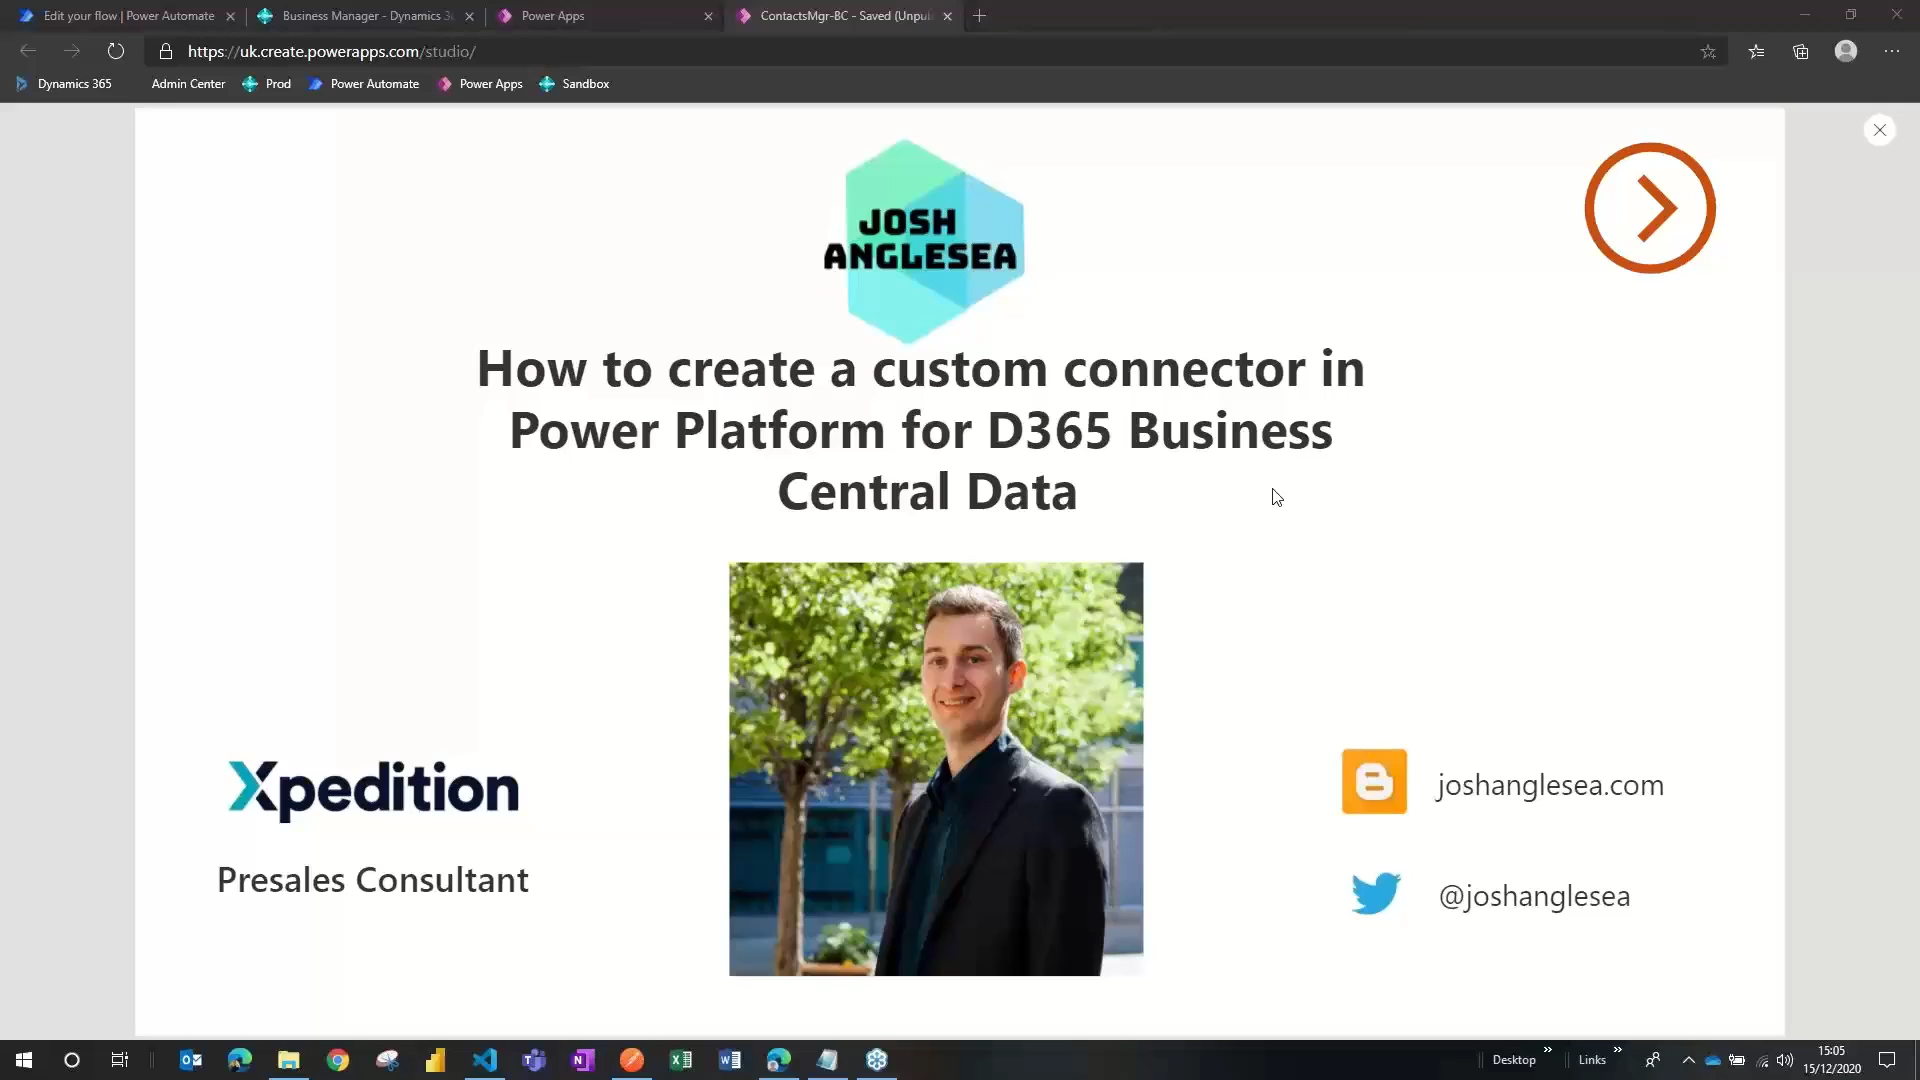 Edit your flow | Power Automate
Business Manager - Dynamics 36
Power Apps
ContactsMgr-BC - Saved (Unpu
https://uk.create.powerapps.com/studio/
Dynamics 365
Admin Center
Prod
Power Automate
Power Apps
Sandbox
JOSH
ANGLESEA
How to create a custom connector in
Power Platform for D365 Business
Central Data
Xpedition
Presales Consultant
joshanglesea.com
@joshanglesea
Desktop
Links
15:05
15/12/2020